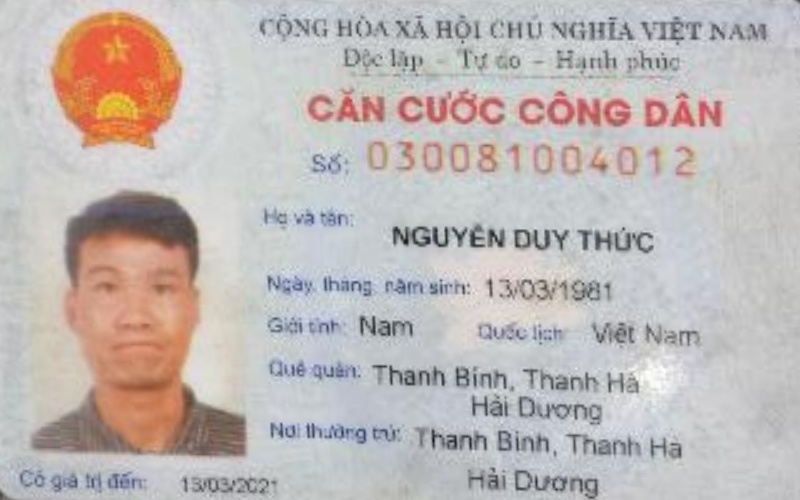 CỘNG HÒA XÃ HỘI CHỦ NGHĨA VIỆT NAM
Độc lập - Tự do - Hạnh phúc
CĂN CƯỚC CÔNG DÂN
Số: 030081004012
Họ và tên:
NGUYỄN DUY THỨC
Ngày, tháng, năm sinh: 13/03/1981
Giới tính: Nam Quốc tịch: Việt Nam
Quê quán: Thanh Bính, Thanh Hà
Hải Dương
Nơi thường trú: Thanh Bính, Thanh Hà
Hải Dương
Có giá trị đến: 13/03/2021